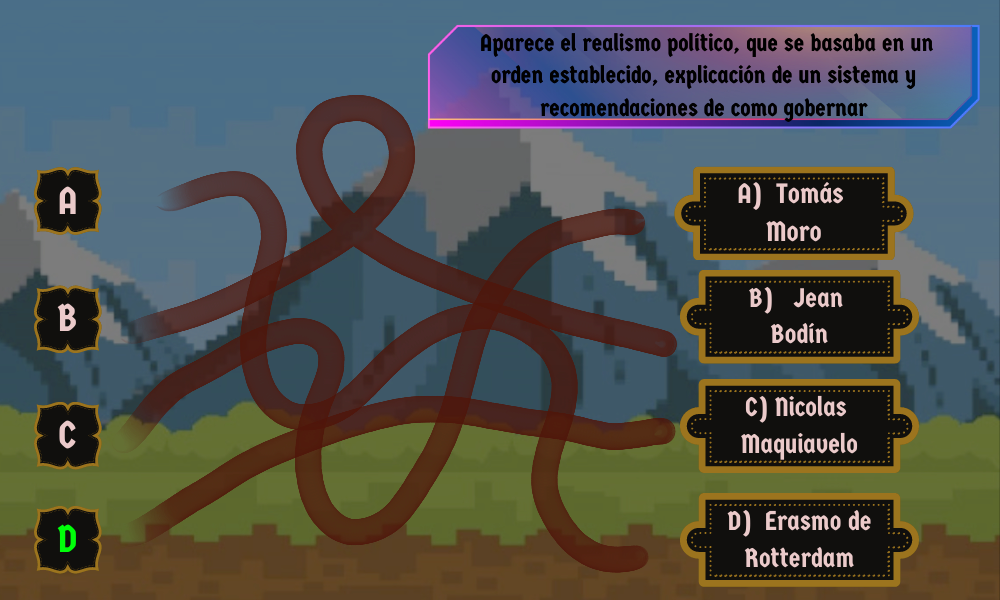 Aparece el realismo político, que se basaba en un
orden establecido, explicación de un sistema y
recomendaciones de como gobernar
A
A) Tomás
Moro
B
B) Jean
Bodín
C
C) Nicolas
Maquiavelo
D
D) Erasmo de
Rotterdam